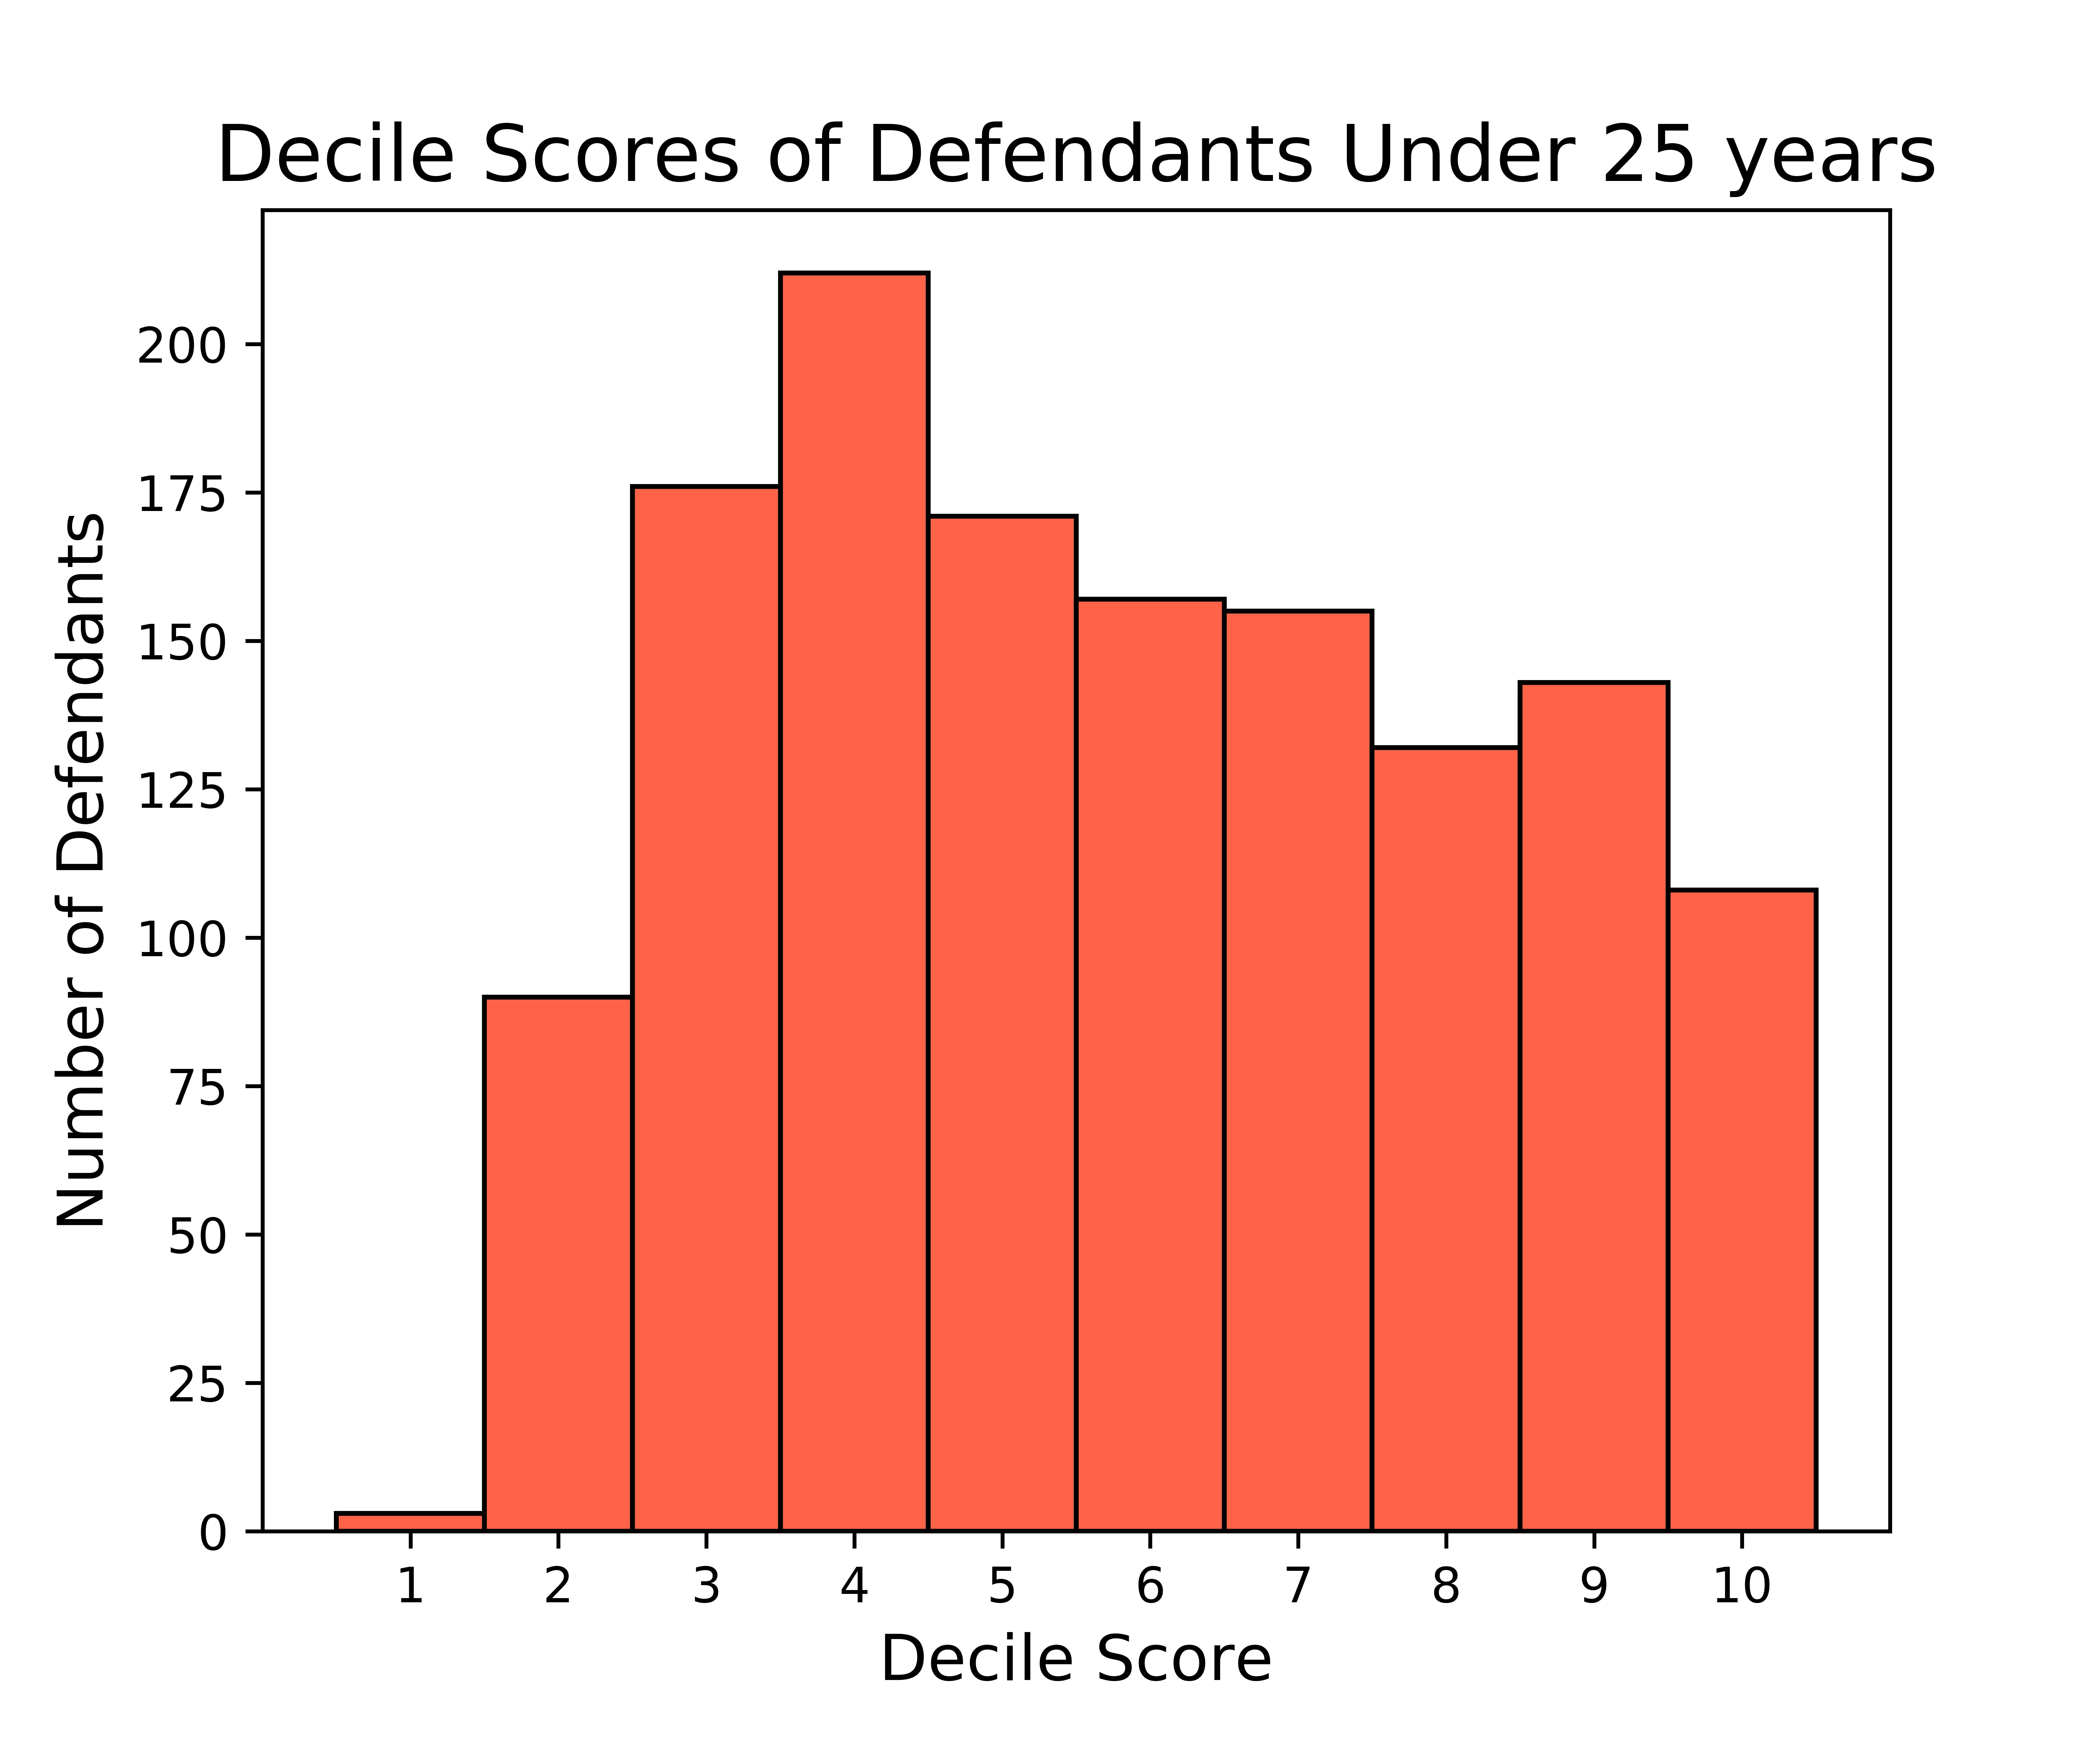 Decile Scores of Defendants Under 25 years
Number of Defendants
200
175
150
125
100
75
50
25
0
1 2 3 4 5 6 7 8 9 10
Decile Score